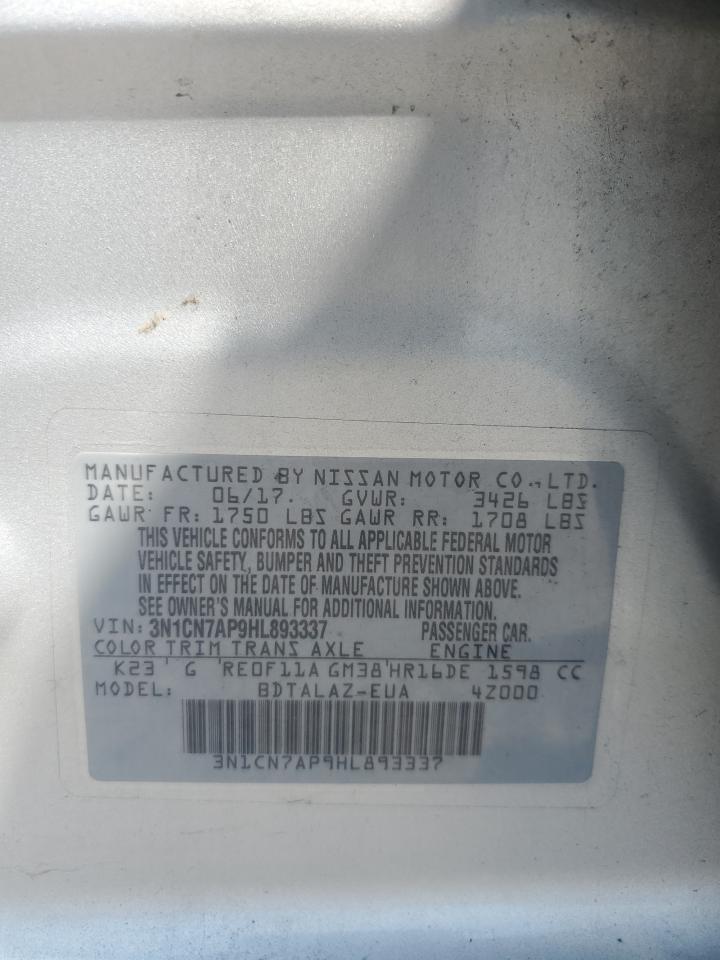 MANUFACTURED BY NISSAN MOTOR CO., LTD.
DATE: 06/17. GVWR: 3426 LBS
GAWR FR: 1750 LBS GAWR RR: 1708 LBS
THIS VEHICLE CONFORMS TO ALL APPLICABLE FEDERAL MOTOR
VEHICLE SAFETY, BUMPER AND THEFT PREVENTION STANDARDS
IN EFFECT ON THE DATE OF MANUFACTURE SHOWN ABOVE.
SEE OWNER'S MANUAL FOR ADDITIONAL INFORMATION.
VIN: 3N1CN7AP9HL893337 PASSENGER CAR.
COLOR TRIM TRANS AXLE ENGINE
K23 G RE0F11A GM38 HR16DE 1598 CC
MODEL: BDTALAZ-EUA 4Z000
3N1CN7AP9HL893337